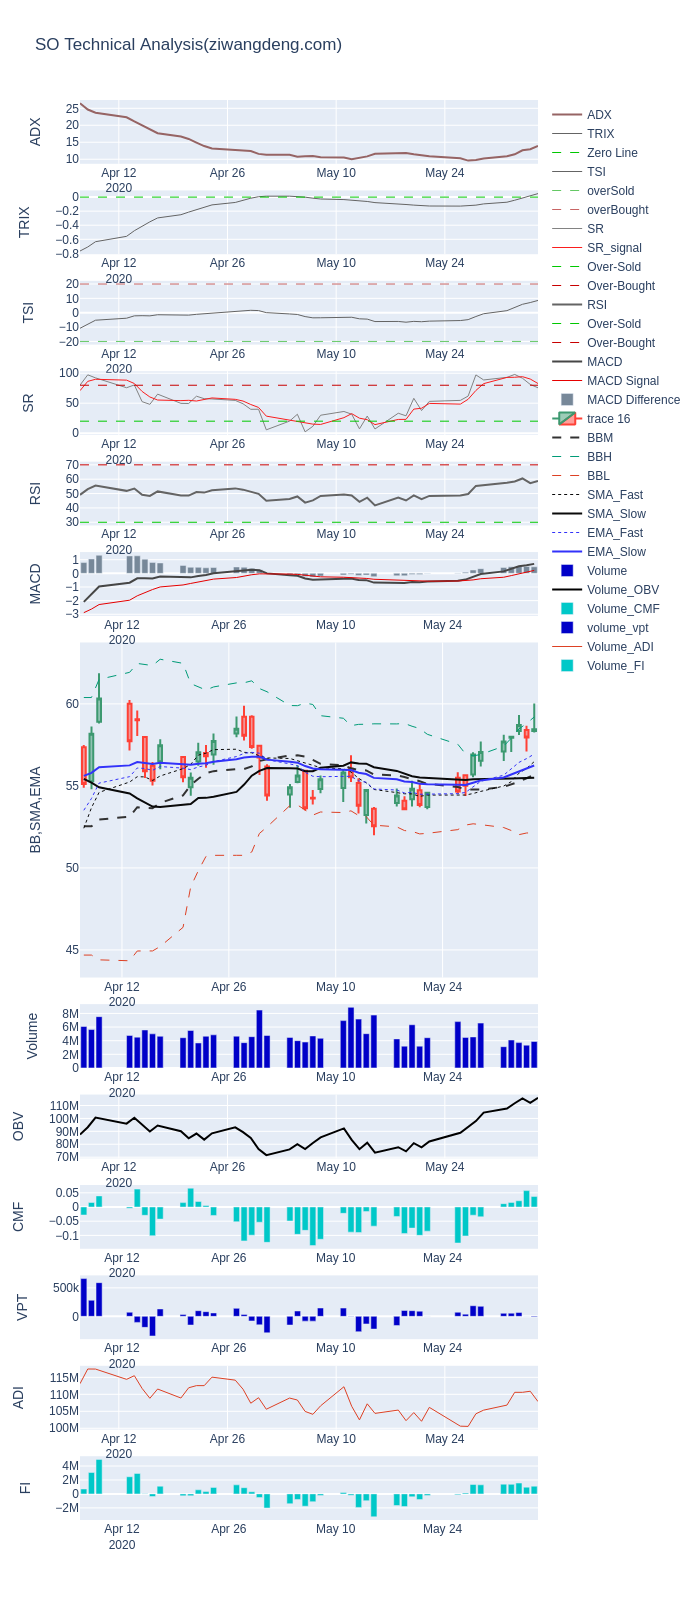 SO Technical Analysis(ziwangdeng.com)
ADX
25
20
15
10
Apr 12
2020
Apr 26
May 10
May 24
TRIX
0
−0.2
−0.4
−0.6
−0.8
Apr 12
2020
Apr 26
May 10
May 24
TSI
20
10
0
−10
−20
Apr 12
2020
Apr 26
May 10
May 24
SR
100
50
0
Apr 12
2020
Apr 26
May 10
May 24
RSI
70
60
50
40
30
Apr 12
2020
Apr 26
May 10
May 24
MACD
1
0
−1
−2
−3
Apr 12
2020
Apr 26
May 10
May 24
BB,SMA,EMA
60
55
50
45
Apr 12
2020
Apr 26
May 10
May 24
Volume
8M
6M
4M
2M
0
Apr 12
2020
Apr 26
May 10
May 24
OBV
110M
100M
90M
80M
70M
Apr 12
2020
Apr 26
May 10
May 24
CMF
0.05
0
−0.05
−0.1
Apr 12
2020
Apr 26
May 10
May 24
VPT
500k
0
Apr 12
2020
Apr 26
May 10
May 24
ADI
115M
110M
105M
100M
Apr 12
2020
Apr 26
May 10
May 24
FI
4M
2M
0
−2M
Apr 12
2020
Apr 26
May 10
May 24
ADX
TRIX
Zero Line
TSI
overSold
overBought
SR
SR_signal
Over-Sold
Over-Bought
RSI
Over-Sold
Over-Bought
MACD
MACD Signal
MACD Difference
trace 16
BBM
BBH
BBL
SMA_Fast
SMA_Slow
EMA_Fast
EMA_Slow
Volume
Volume_OBV
Volume_CMF
volume_vpt
Volume_ADI
Volume_FI